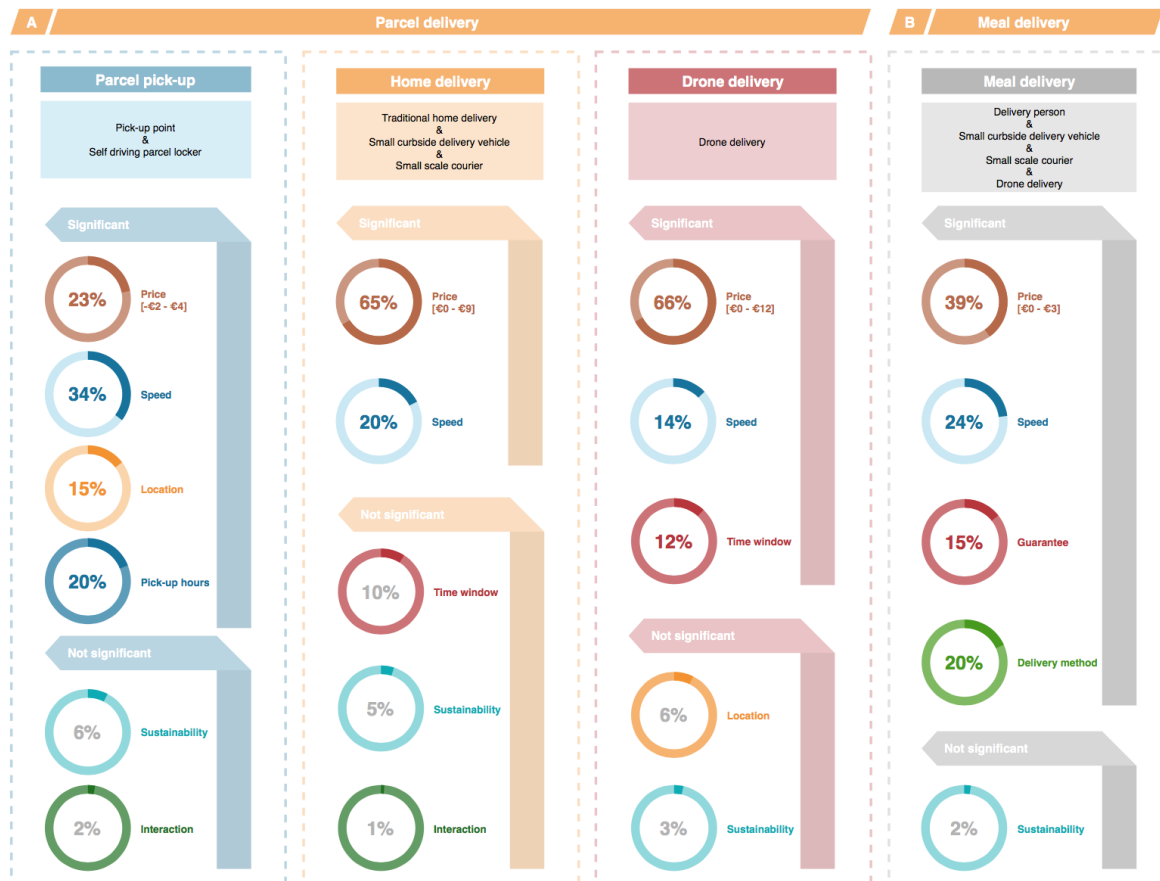 A
Parcel delivery
B
Meal delivery
Parcel pick-up
Pick-up point
&
Self driving parcel locker
Significant
23%
Price
[-€2 - €4]
34%
Speed
15%
Location
20%
Pick-up hours
Not significant
6%
Sustainability
2%
Interaction
Home delivery
Traditional home delivery
&
Small curbside delivery vehicle
&
Small scale courier
Significant
65%
Price
[€0 - €9]
20%
Speed
Not significant
10%
Time window
5%
Sustainability
1%
Interaction
Drone delivery
Drone delivery
Significant
66%
Price
[€0 - €12]
14%
Speed
12%
Time window
Not significant
6%
Location
3%
Sustainability
Meal delivery
Delivery person
&
Small curbside delivery vehicle
&
Small scale courier
&
Drone delivery
Significant
39%
Price
[€0 - €3]
24%
Speed
15%
Guarantee
20%
Delivery method
Not significant
2%
Sustainability